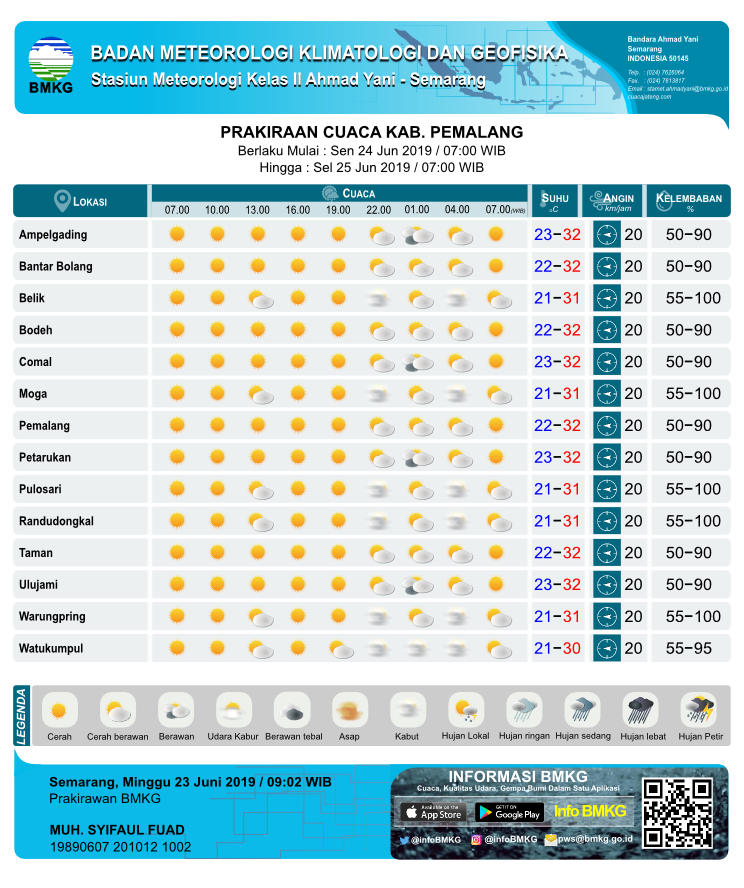 BMKG
BADAN METEOROLOGI KLIMATOLOGI DAN GEOFISIKA
Stasiun Meteorologi Kelas II Ahmad Yani - Semarang
Bandara Ahmad Yani
Semarang
INDONESIA 50145
Telp. : (024) 7626064
Fax. : (024) 7613817
Email : stamet.ahmadyani@bmkg.go.id
cuacajateng.com
PRAKIRAAN CUACA KAB. PEMALANG
Berlaku Mulai : Sen 24 Jun 2019 / 07:00 WIB
Hingga : Sel 25 Jun 2019 / 07:00 WIB
LOKASI CUACA SUHU ANGIN KELEMBABAN
07.00 10.00 13.00 16.00 19.00 22.00 01.00 04.00 07.00 (WIB) °C km/jam %
Ampelgading 23-32 20 50-90
Bantar Bolang 22-32 20 50-90
Belik 21-31 20 55-100
Bodeh 22-32 20 50-90
Comal 23-32 20 50-90
Moga 21-31 20 55-100
Pemalang 22-32 20 50-90
Petarukan 23-32 20 50-90
Pulosari 21-31 20 55-100
Randudongkal 21-31 20 55-100
Taman 22-32 20 50-90
Ulujami 23-32 20 50-90
Warungpring 21-31 20 55-100
Watukumpul 21-30 20 55-95
LEGENDA
Cerah Cerah berawan Berawan Udara Kabur Berawan tebal Asap Kabut Hujan Lokal Hujan ringan Hujan sedang Hujan lebat Hujan Petir
Semarang, Minggu 23 Juni 2019 / 09:02 WIB
Prakirawan BMKG
MUH. SYIFAUL FUAD
19890607 201012 1002
INFORMASI BMKG
Cuaca, Kualitas Udara, Gempa Bumi Dalam Satu Aplikasi
Available on the App Store
GET IT ON Google Play
Info BMKG
@infoBMKG @infoBMKG pws@bmkg.go.id